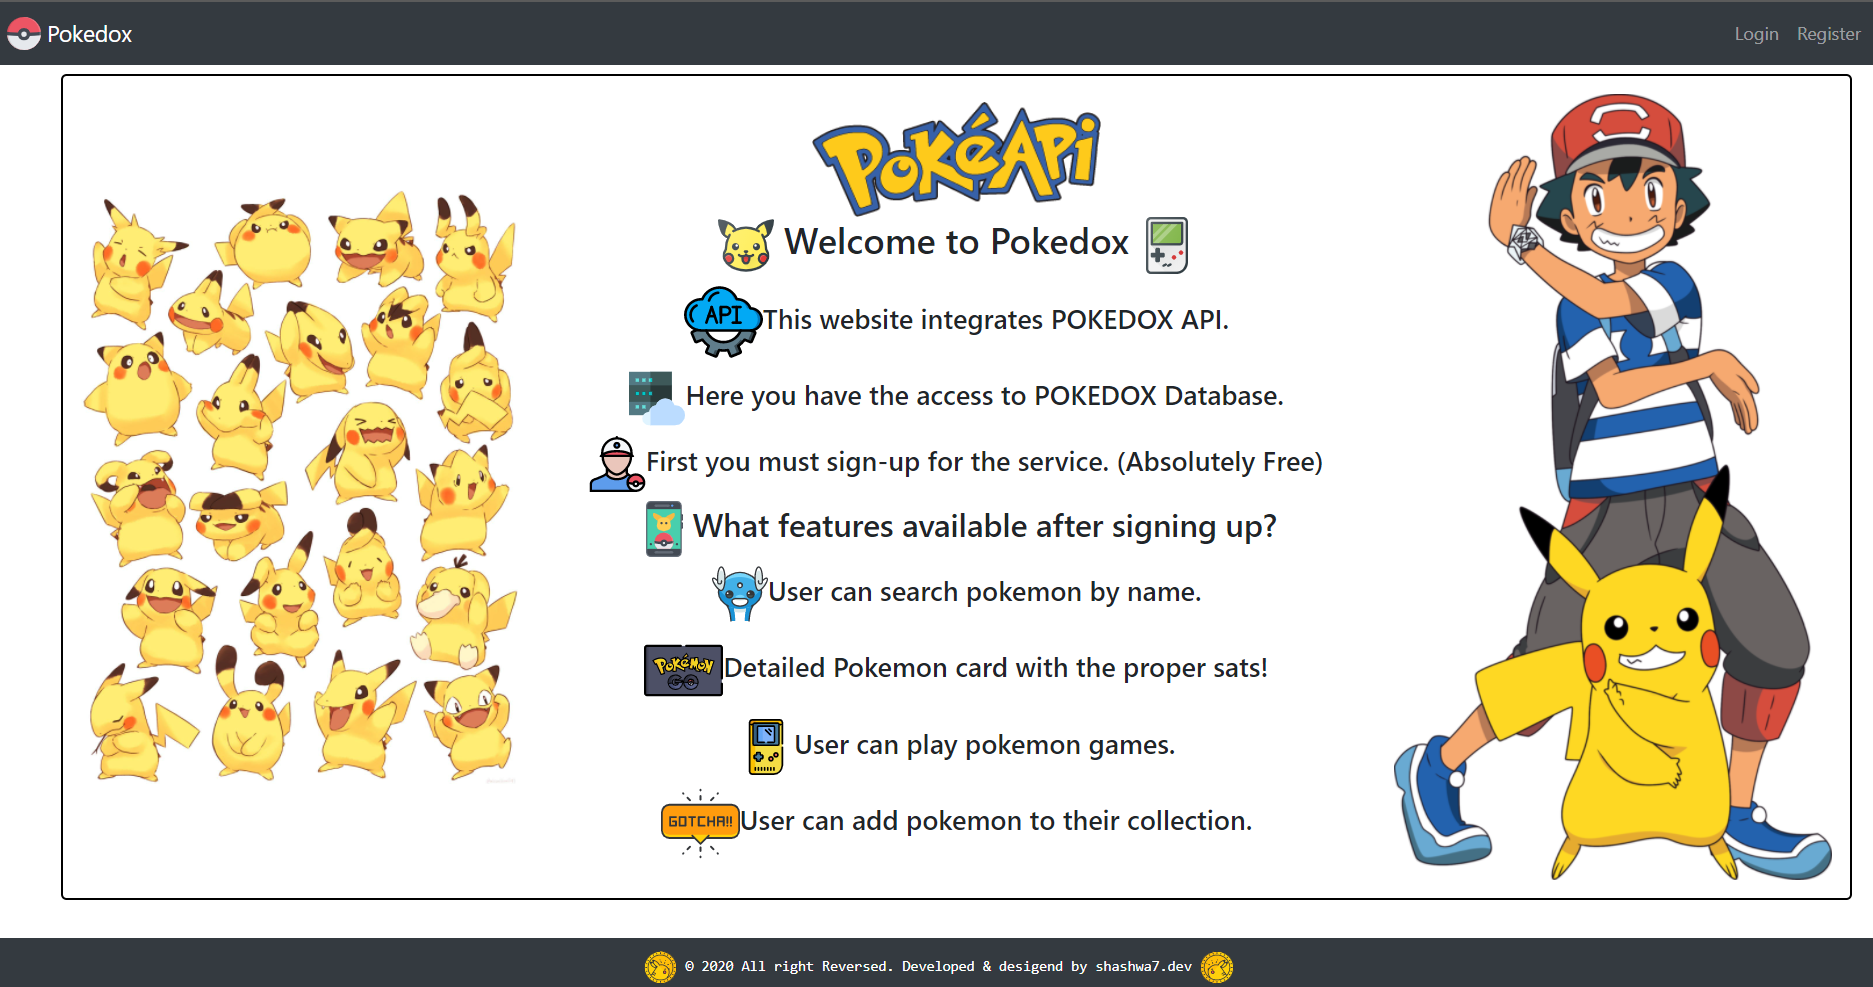 Pokedox
Login Register
PokéApi
Welcome to Pokedox
API
This website integrates POKEDOX API.
Here you have the access to POKEDOX Database.
First you must sign-up for the service. (Absolutely Free)
What features available after signing up?
User can search pokemon by name.
POKéMON
GO
Detailed Pokemon card with the proper sats!
User can play pokemon games.
GOTCHA!!
User can add pokemon to their collection.
© 2020 All right Reversed. Developed & desigend by shashwa7.dev